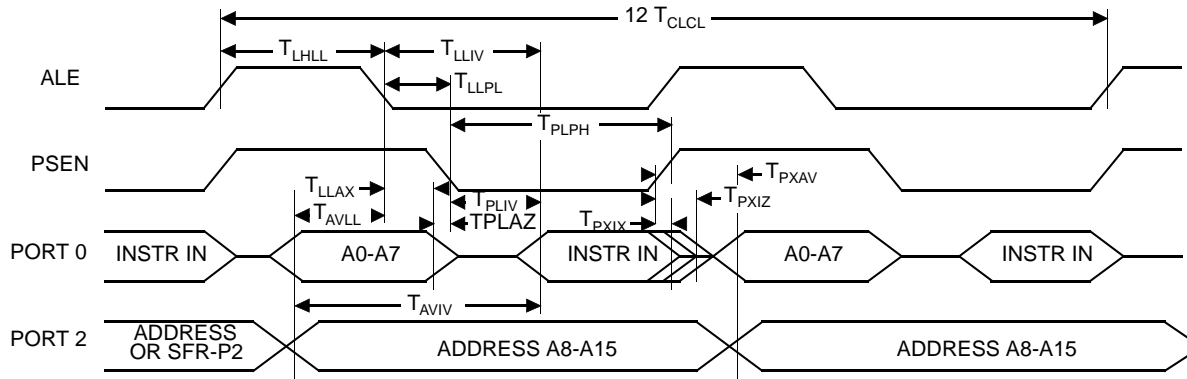 12 TCLCL
TLHLL TLLIV
ALE
TLLPL
TPLPH
PSEN
TLLAX TPXAV
TPLIV TPXIZ
TAVLL TPLAZ TPXIX
PORT 0 INSTR IN A0-A7 INSTR IN A0-A7 INSTR IN
TAVIV
PORT 2 ADDRESS
OR SFR-P2 ADDRESS A8-A15 ADDRESS A8-A15